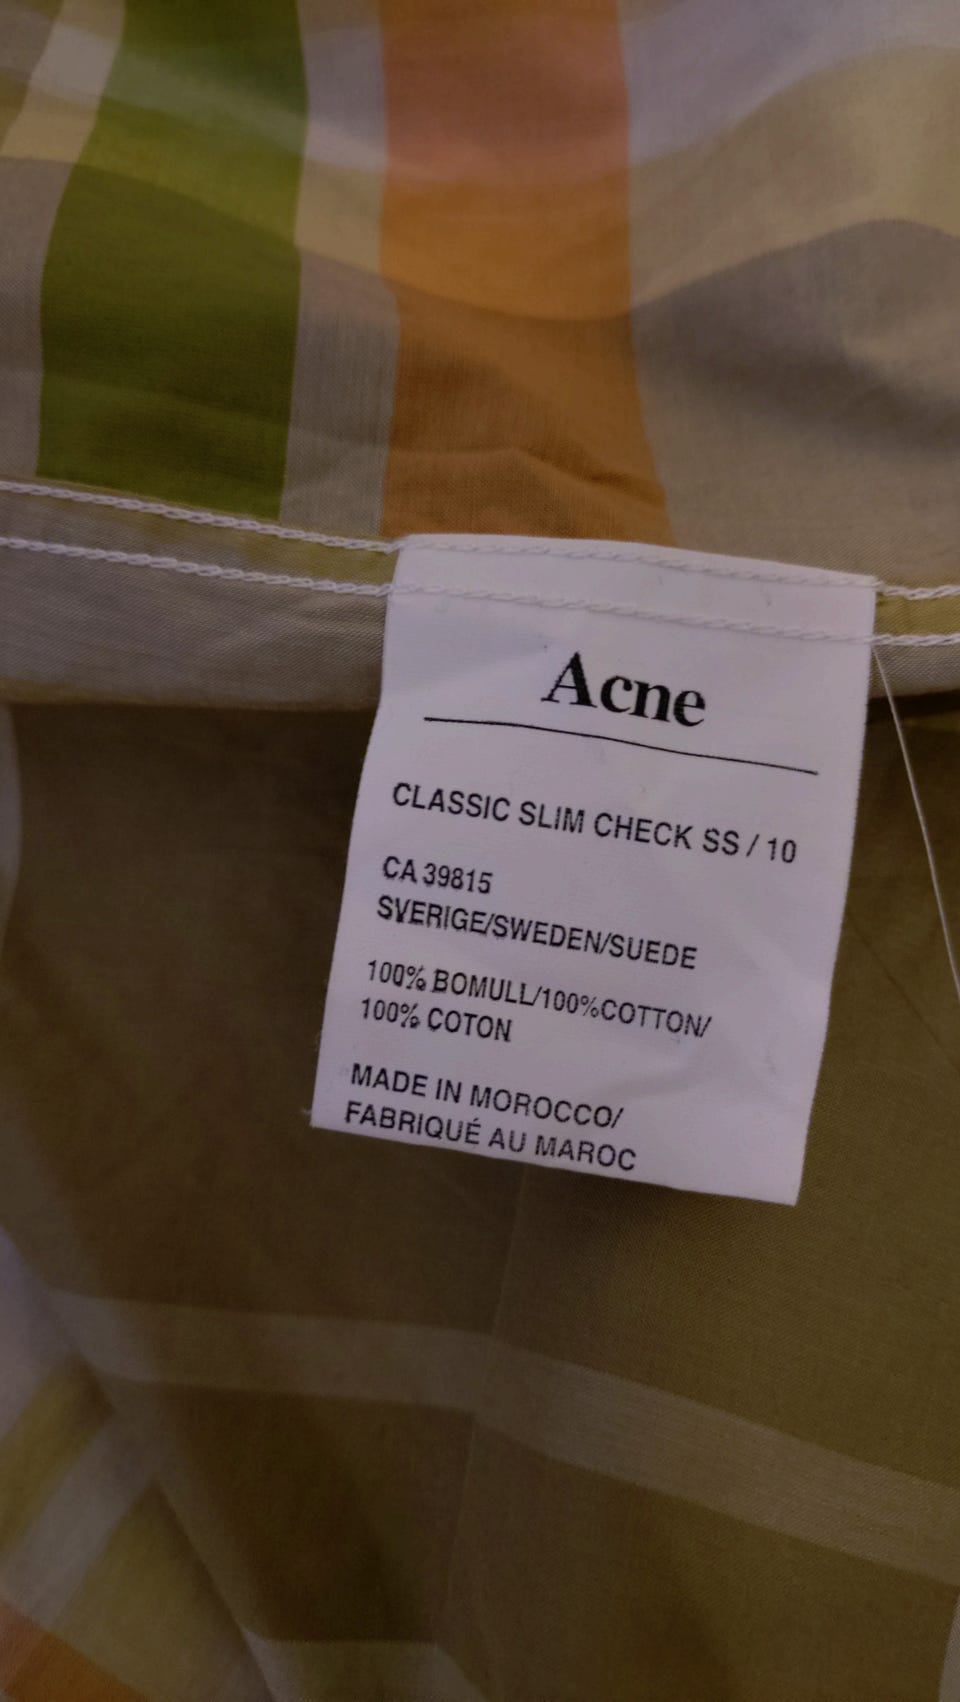 Acne
CLASSIC SLIM CHECK SS / 10
CA 39815
SVERIGE/SWEDEN/SUEDE
100% BOMULL/100%COTTON/
100% COTON
MADE IN MOROCCO/
FABRIQUÉ AU MAROC